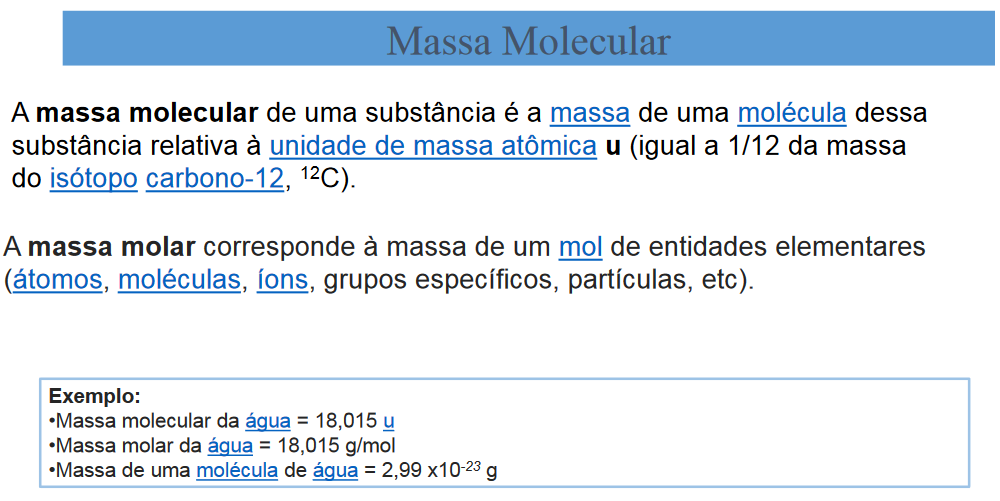 Massa Molecular
A massa molecular de uma substância é a massa de uma molécula dessa
substância relativa à unidade de massa atômica u (igual a 1/12 da massa
do isótopo carbono-12, ¹²C).
A massa molar corresponde à massa de um mol de entidades elementares
(átomos, moléculas, íons, grupos específicos, partículas, etc).
Exemplo:
•Massa molecular da água = 18,015 u
•Massa molar da água = 18,015 g/mol
•Massa de uma molécula de água = 2,99 x10⁻²³ g